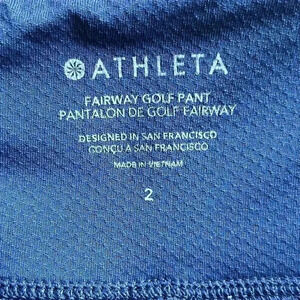 ATHLETA
FAIRWAY GOLF PANT
PANTALON DE GOLF FAIRWAY
DESIGNED IN SAN FRANCISCO
CONÇU A SAN FRANCISCO
MADE IN VIETNAM
2